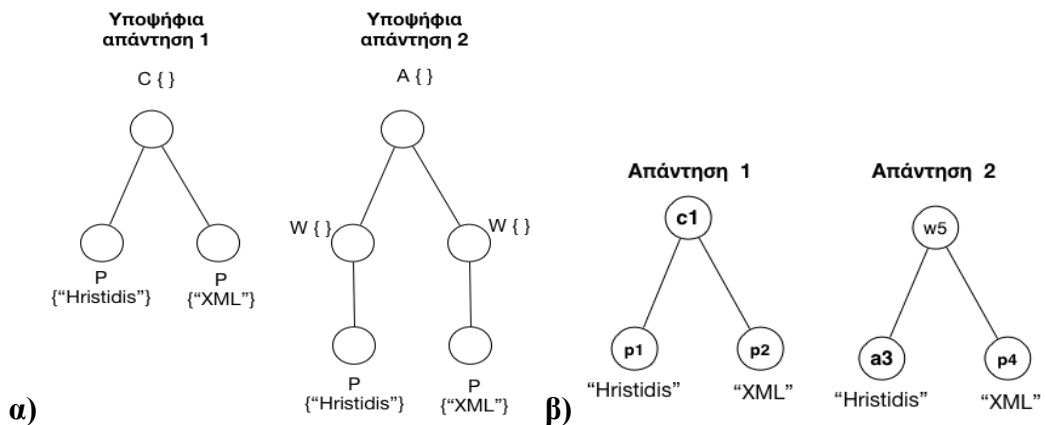 Υποψήφια
απάντηση 1
C { }
P
{“Hristidis”}
P
{“XML”}
Υποψήφια
απάντηση 2
A { }
W { }
W { }
P
{“Hristidis”}
P
{“XML”}
α)
Απάντηση 1
c1
p1
p2
“Hristidis”
“XML”
Απάντηση 2
w5
a3
p4
“Hristidis”
“XML”
β)